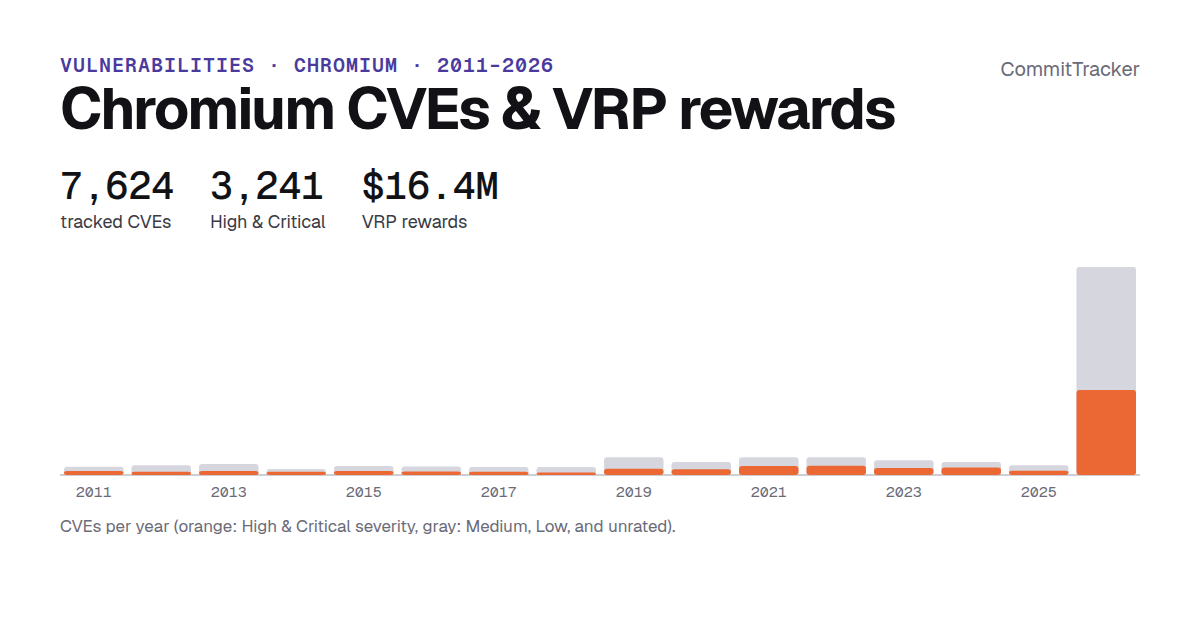 VULNERABILITIES · CHROMIUM · 2011–2026
CommitTracker
Chromium CVEs & VRP rewards
7,624 3,241 $16.4M
tracked CVEs High & Critical VRP rewards
2011 2013 2015 2017 2019 2021 2023 2025
CVEs per year (orange: High & Critical severity, gray: Medium, Low, and unrated).